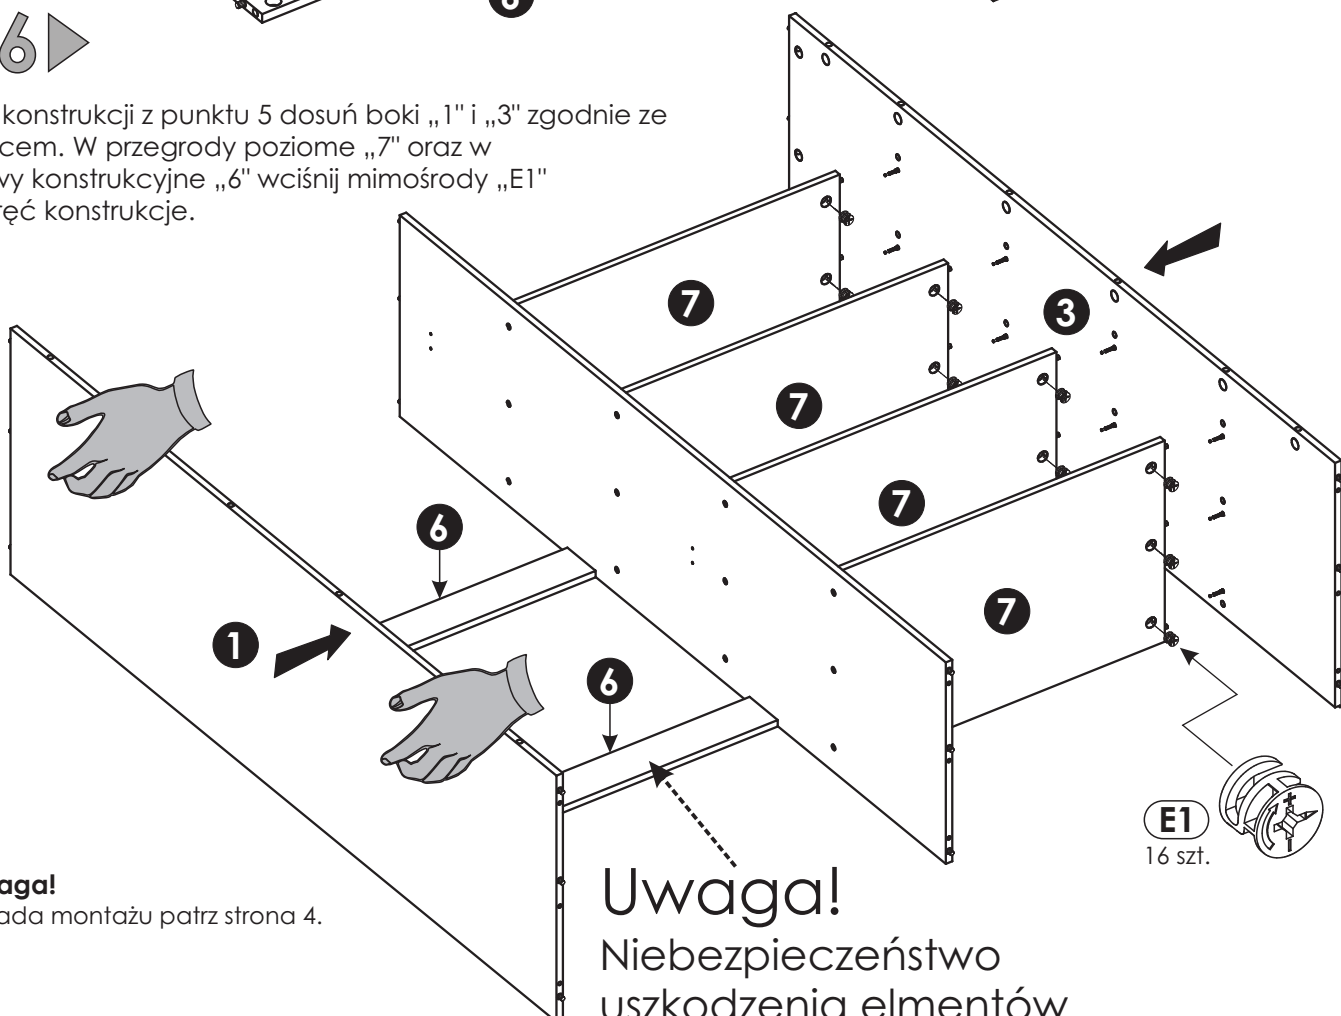 6
konstrukcji z punktu 5 dosuń boki „1" i „3" zgodnie ze
cem. W przegrody poziome „7" oraz w
wy konstrukcyjne „6" wciśnij mimośrody „E1"
ręć konstrukcje.
7
3
7
7
6
7
1
6
E1
16 szt.
aga!
ada montażu patrz strona 4.
Uwaga!
Niebezpieczeństwo
uszkodzenia elmentów